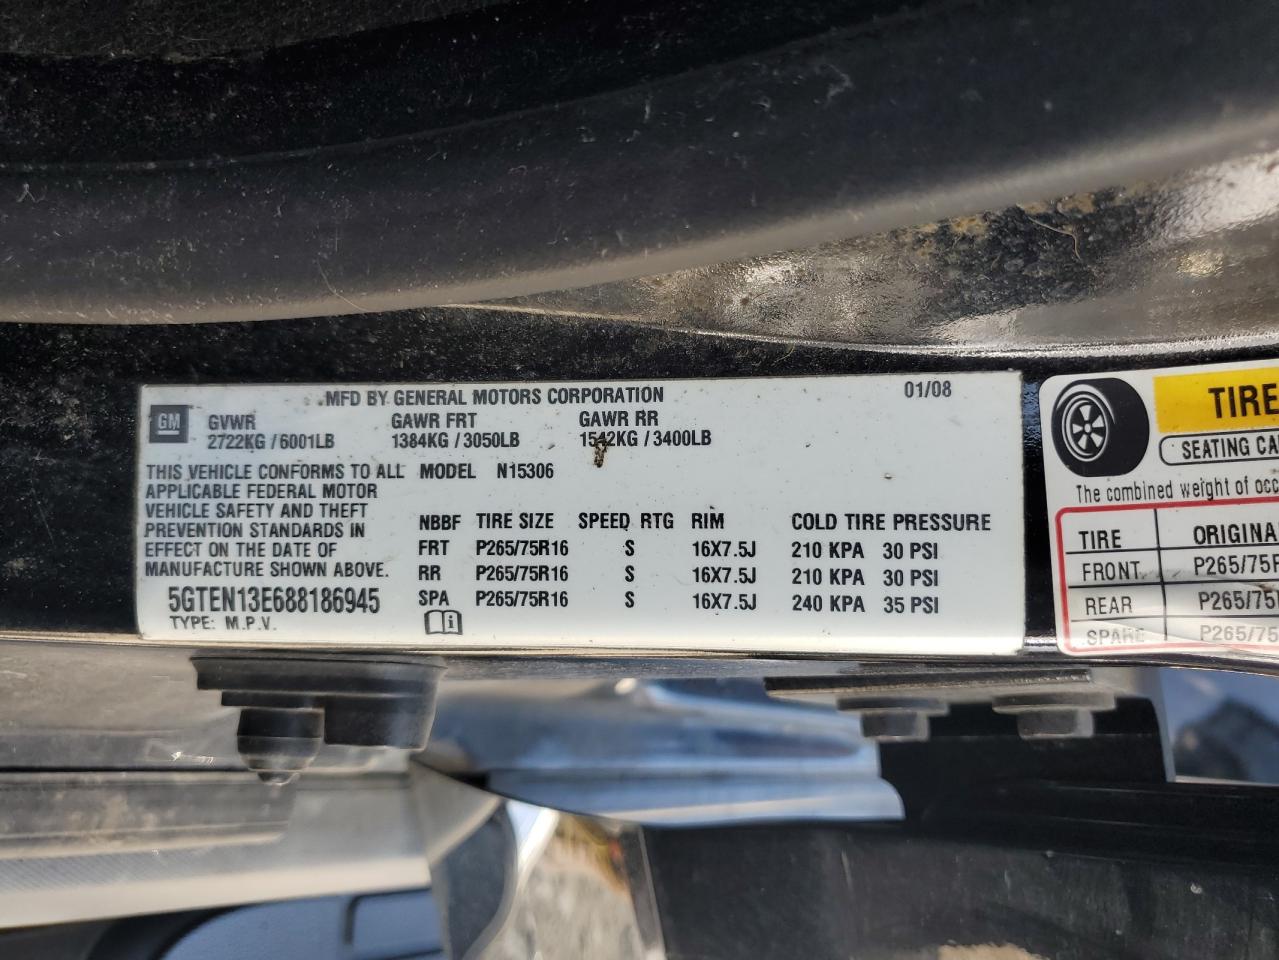 MFD BY GENERAL MOTORS CORPORATION 01/08
GM
GVWR GAWR FRT GAWR RR
2722KG / 6001LB 1384KG / 3050LB 1542KG / 3400LB
THIS VEHICLE CONFORMS TO ALL
APPLICABLE FEDERAL MOTOR
VEHICLE SAFETY AND THEFT
PREVENTION STANDARDS IN
EFFECT ON THE DATE OF
MANUFACTURE SHOWN ABOVE.
5GTEN13E688186945
TYPE: M.P.V.
MODEL N15306
NBBF TIRE SIZE SPEED RTG RIM COLD TIRE PRESSURE
FRT P265/75R16 S 16X7.5J 210 KPA 30 PSI
RR P265/75R16 S 16X7.5J 210 KPA 30 PSI
SPA P265/75R16 S 16X7.5J 240 KPA 35 PSI
i
TIRE
SEATING CA
The combined weight of occ
TIRE ORIGINA
FRONT P265/75R
REAR P265/75
SPARE P265/75